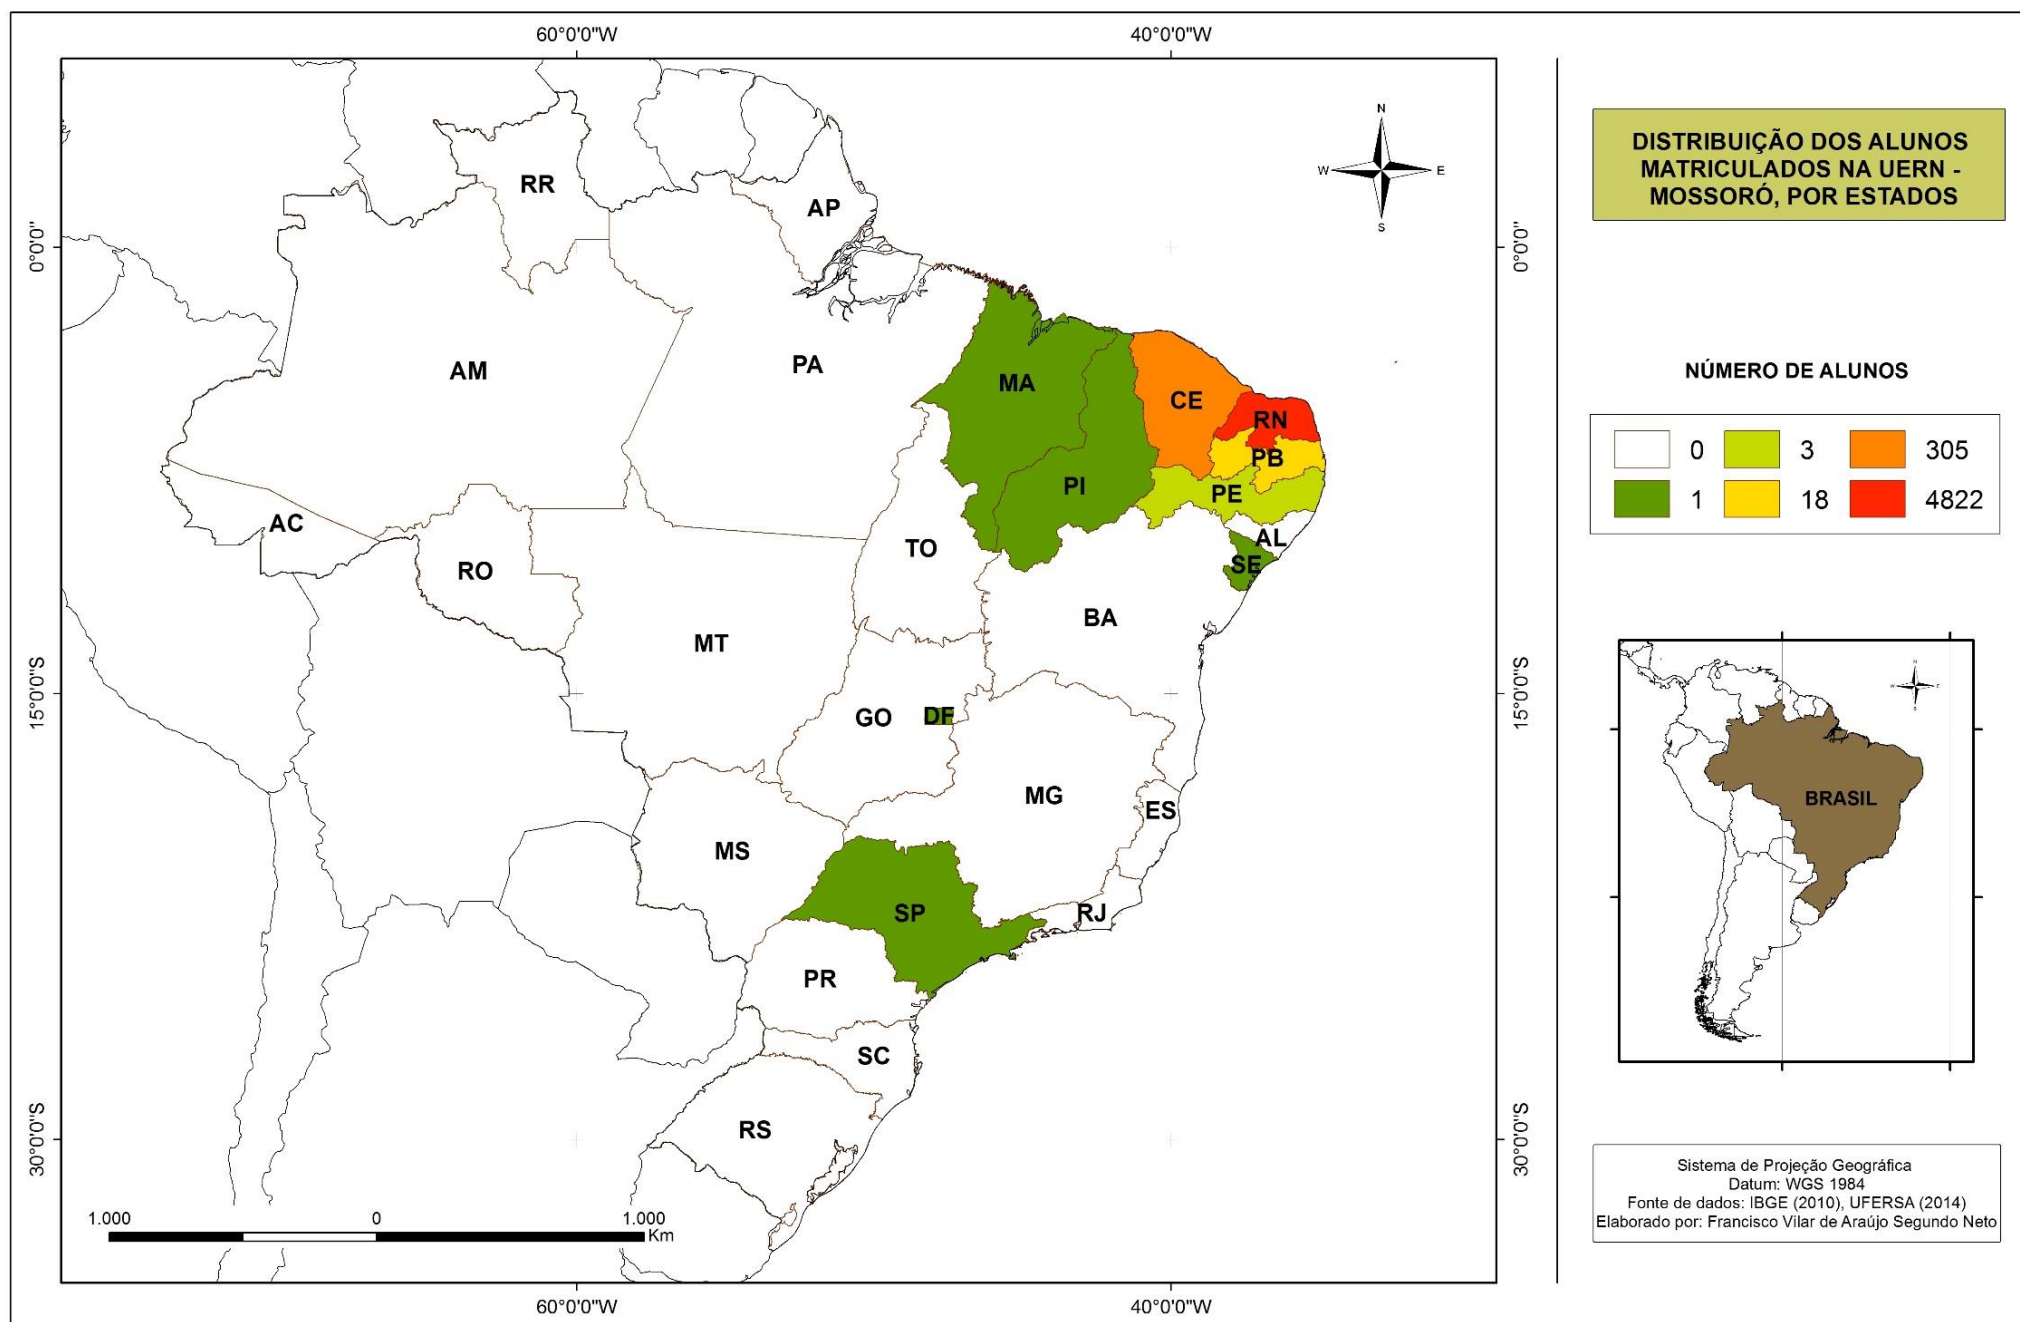 60°0'0"W
40°0'0"W
N
W
E
S
0°0'0"
0°0'0"
15°0'0"S
15°0'0"S
30°0'0"S
30°0'0"S
RR
AP
AM
PA
MA
CE
RN
PB
PI
PE
AC
TO
AL
SE
RO
BA
MT
GO
DF
MG
ES
MS
SP
RJ
PR
SC
RS
1.000
0
1.000
Km
60°0'0"W
40°0'0"W
DISTRIBUIÇÃO DOS ALUNOS
MATRICULADOS NA UERN -
MOSSORÓ, POR ESTADOS
NÚMERO DE ALUNOS
0
3
305
1
18
4822
BRASIL
Sistema de Projeção Geográfica
Datum: WGS 1984
Fonte de dados: IBGE (2010), UFERSA (2014)
Elaborado por: Francisco Vilar de Araújo Segundo Neto